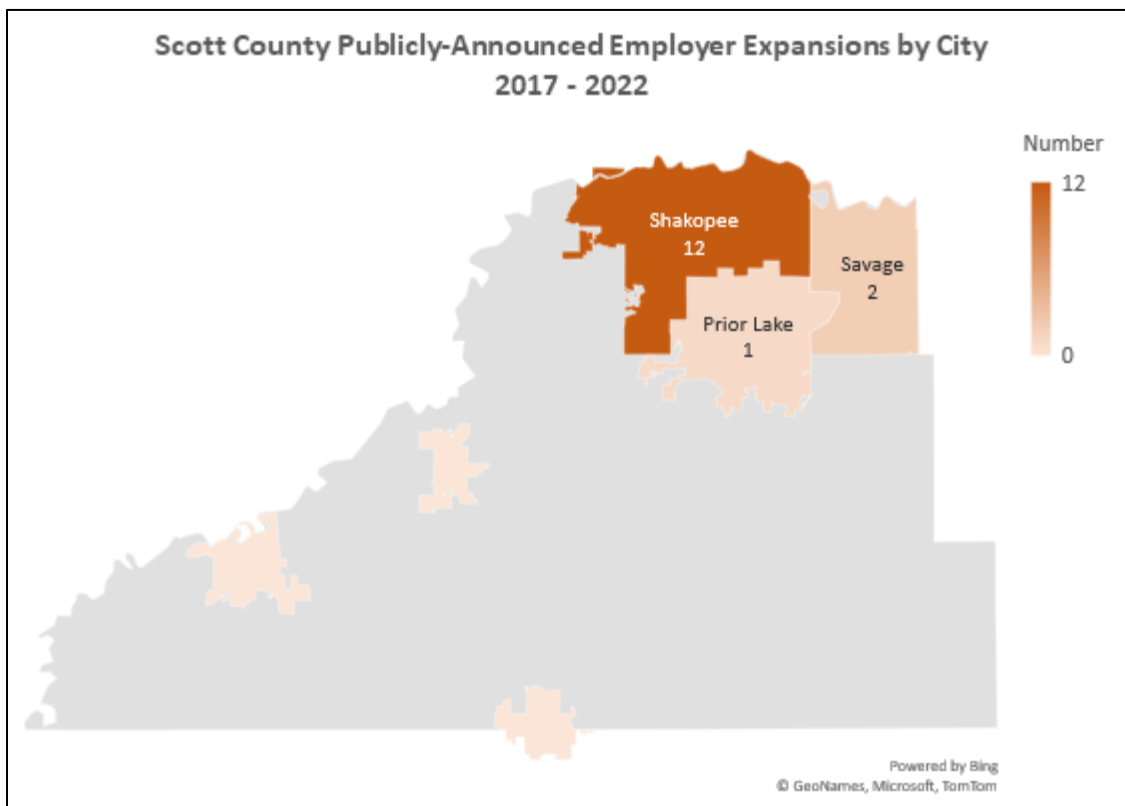 Scott County Publicly-Announced Employer Expansions by City
2017 - 2022
Number
12
0
Shakopee
12
Savage
2
Prior Lake
1
Powered by Bing
© GeoNames, Microsoft, TomTom